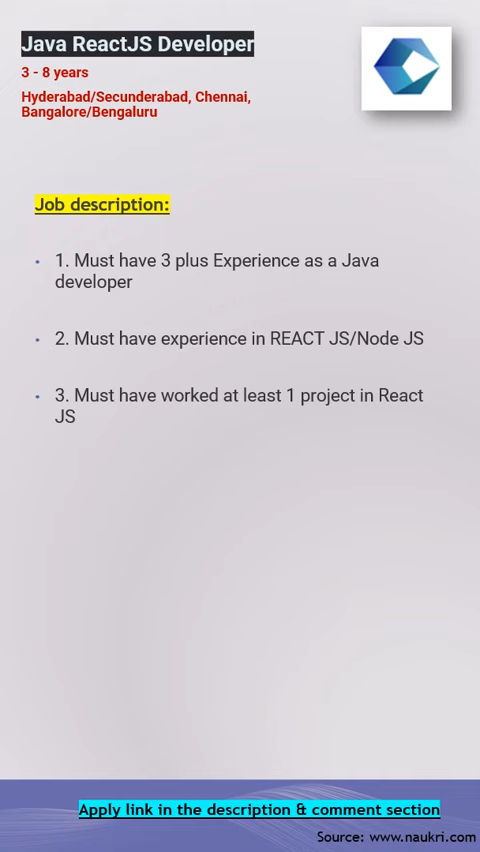 Java ReactJS Developer
3 - 8 years
Hyderabad/Secunderabad, Chennai,
Bangalore/Bengaluru
Job description:
• 1. Must have 3 plus Experience as a Java
developer
• 2. Must have experience in REACT JS/Node JS
• 3. Must have worked at least 1 project in React
JS
Apply link in the description & comment section
Source: www.naukri.com